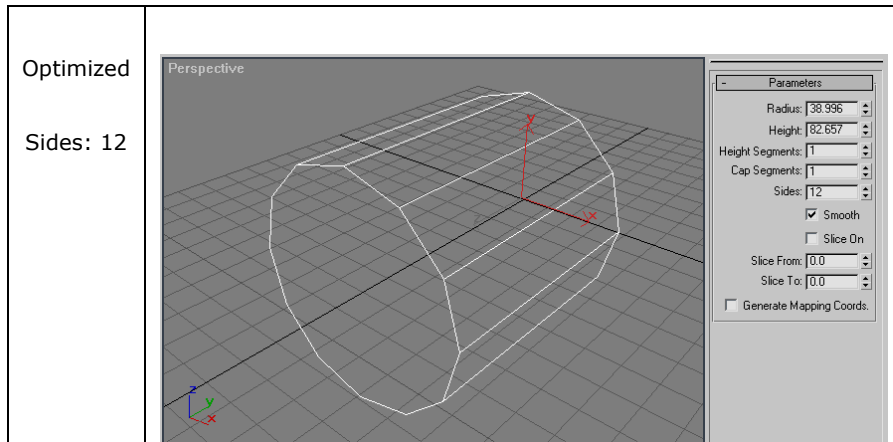 Optimized
Sides: 12
Perspective
y
x
z
y
x
- Parameters
Radius: 38.996
Height: 82.657
Height Segments: 1
Cap Segments: 1
Sides: 12
Smooth
Slice On
Slice From: 0.0
Slice To: 0.0
Generate Mapping Coords.